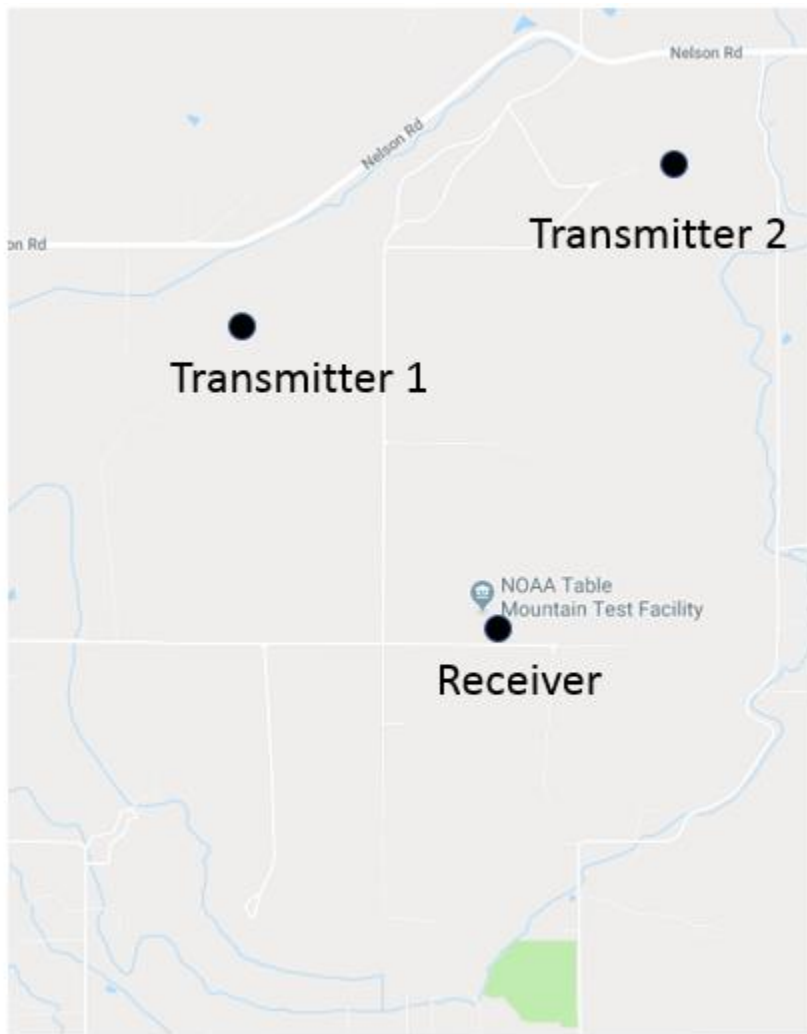 Nelson Rd
Nelson Rd
Transmitter 2
on Rd
Transmitter 1
NOAA Table
Mountain Test Facility
Receiver